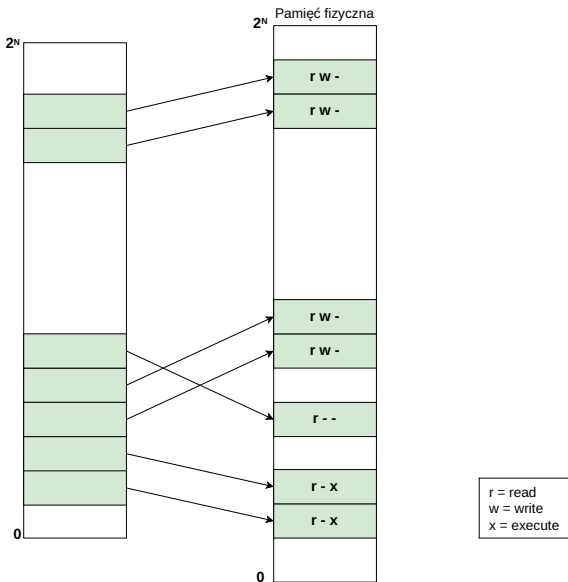 Pamięć fizyczna
2ᴺ
2ᴺ
r w -
r w -
r w -
r w -
r - -
r - x
r - x
r = read
w = write
x = execute
0
0